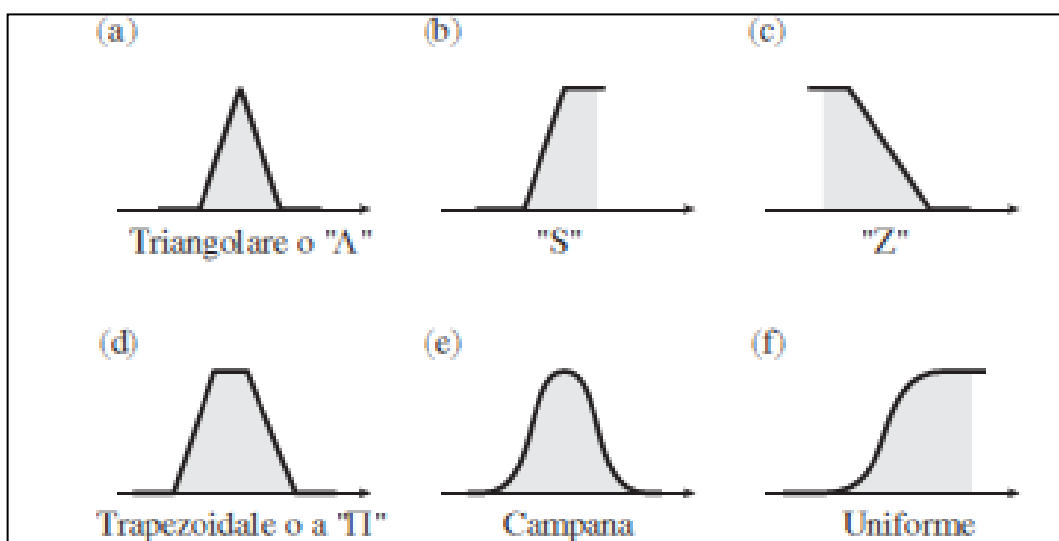 (a) (b) (c)
Triangolare o "Λ" "S" "Z"
(d) (e) (f)
Trapezoidale o a "Π" Campana Uniforme